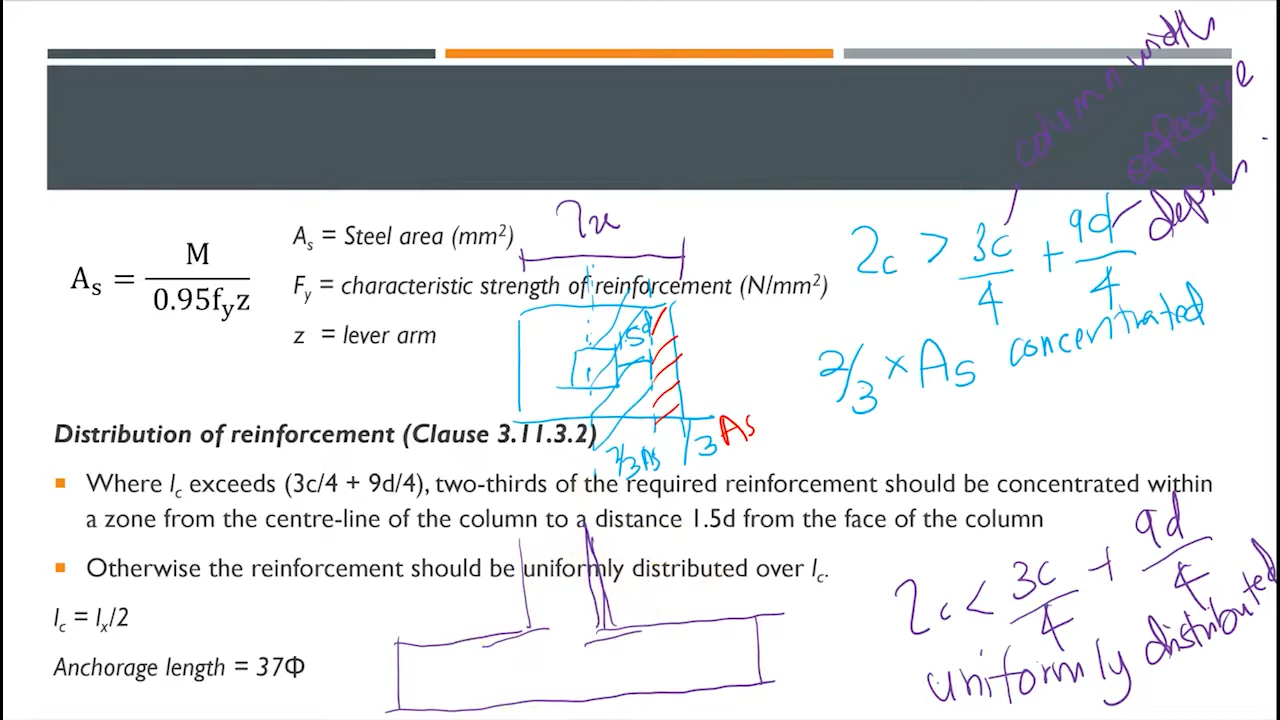 column width
effective
depth
lx
2c > 3c/4 + 9d/4
2/3 × As concentrated
As = M / 0.95fyz
As = Steel area (mm²)
Fy = characteristic strength of reinforcement (N/mm²)
z = lever arm
1.5d
2/3 As
1/3 As
Distribution of reinforcement (Clause 3.11.3.2)
Where lc exceeds (3c/4 + 9d/4), two-thirds of the required reinforcement should be concentrated within
a zone from the centre-line of the column to a distance 1.5d from the face of the column
Otherwise the reinforcement should be uniformly distributed over lc.
lc = lx/2
Anchorage length = 37Φ
lc < 3c/4 + 9d/4
uniformly distributed